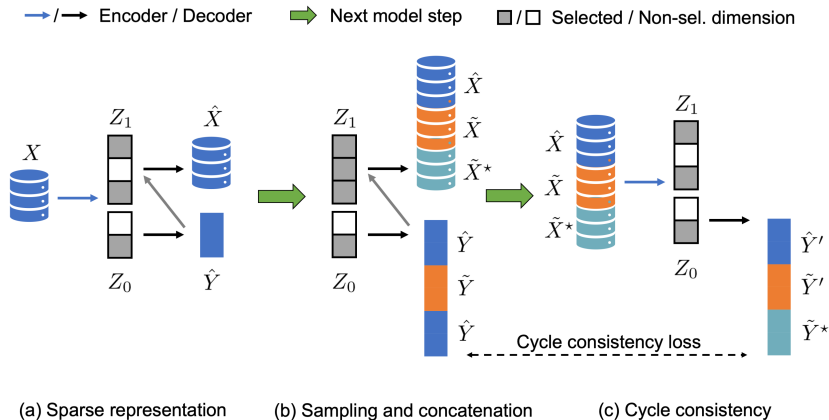 / Encoder / Decoder
Next model step
/ Selected / Non-sel. dimension
X
Z₁
X̂
Z₀
Ŷ
Z₁
X̂
X̃
X̃⋆
Z₀
Ŷ
Ỹ
Ŷ
X̂
X̃
X̃⋆
Z₁
Z₀
Ŷ′
Ỹ′
Ỹ⋆
Cycle consistency loss
(a) Sparse representation
(b) Sampling and concatenation
(c) Cycle consistency